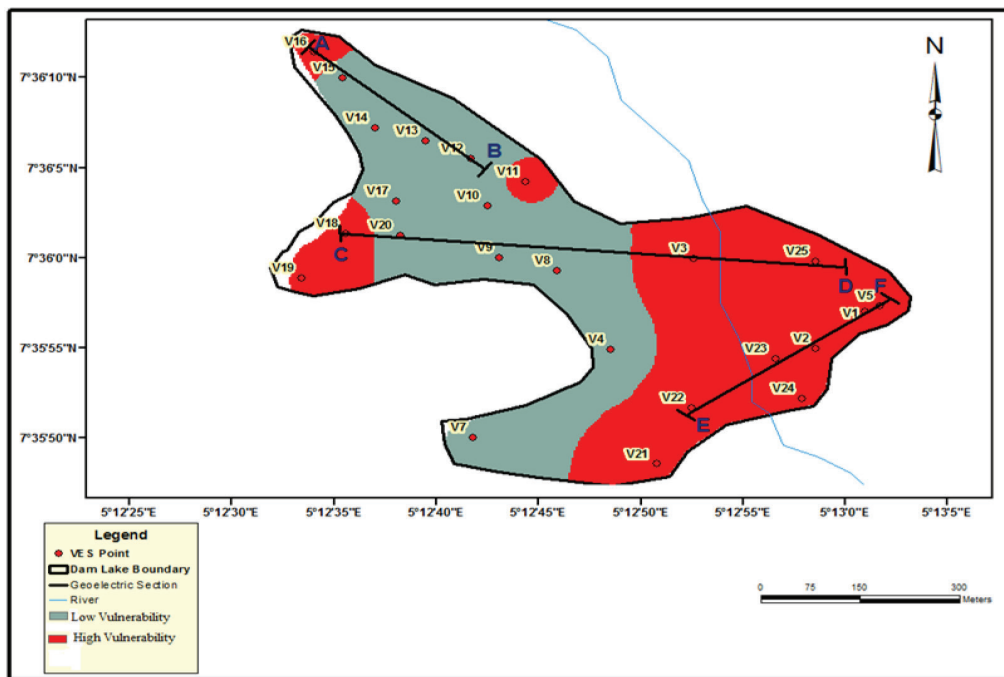 N
V16
A
7°36'10"N
V15
V14
V13
V12
B
7°36'5"N
V11
V17
V10
V18
V20
C
V9
V8
V3
V25
7°36'0"N
V19
D
F
V5
V1
7°35'55"N
V4
V23
V2
V22
V24
E
7°35'50"N
V7
V21
5°12'25"E
5°12'30"E
5°12'35"E
5°12'40"E
5°12'45"E
5°12'50"E
5°12'55"E
5°13'0"E
5°13'5"E
Legend
VES Point
Dam Lake Boundary
Geoelectric Section
River
Low Vulnerability
High Vulnerability
0 75 150 300
Meters